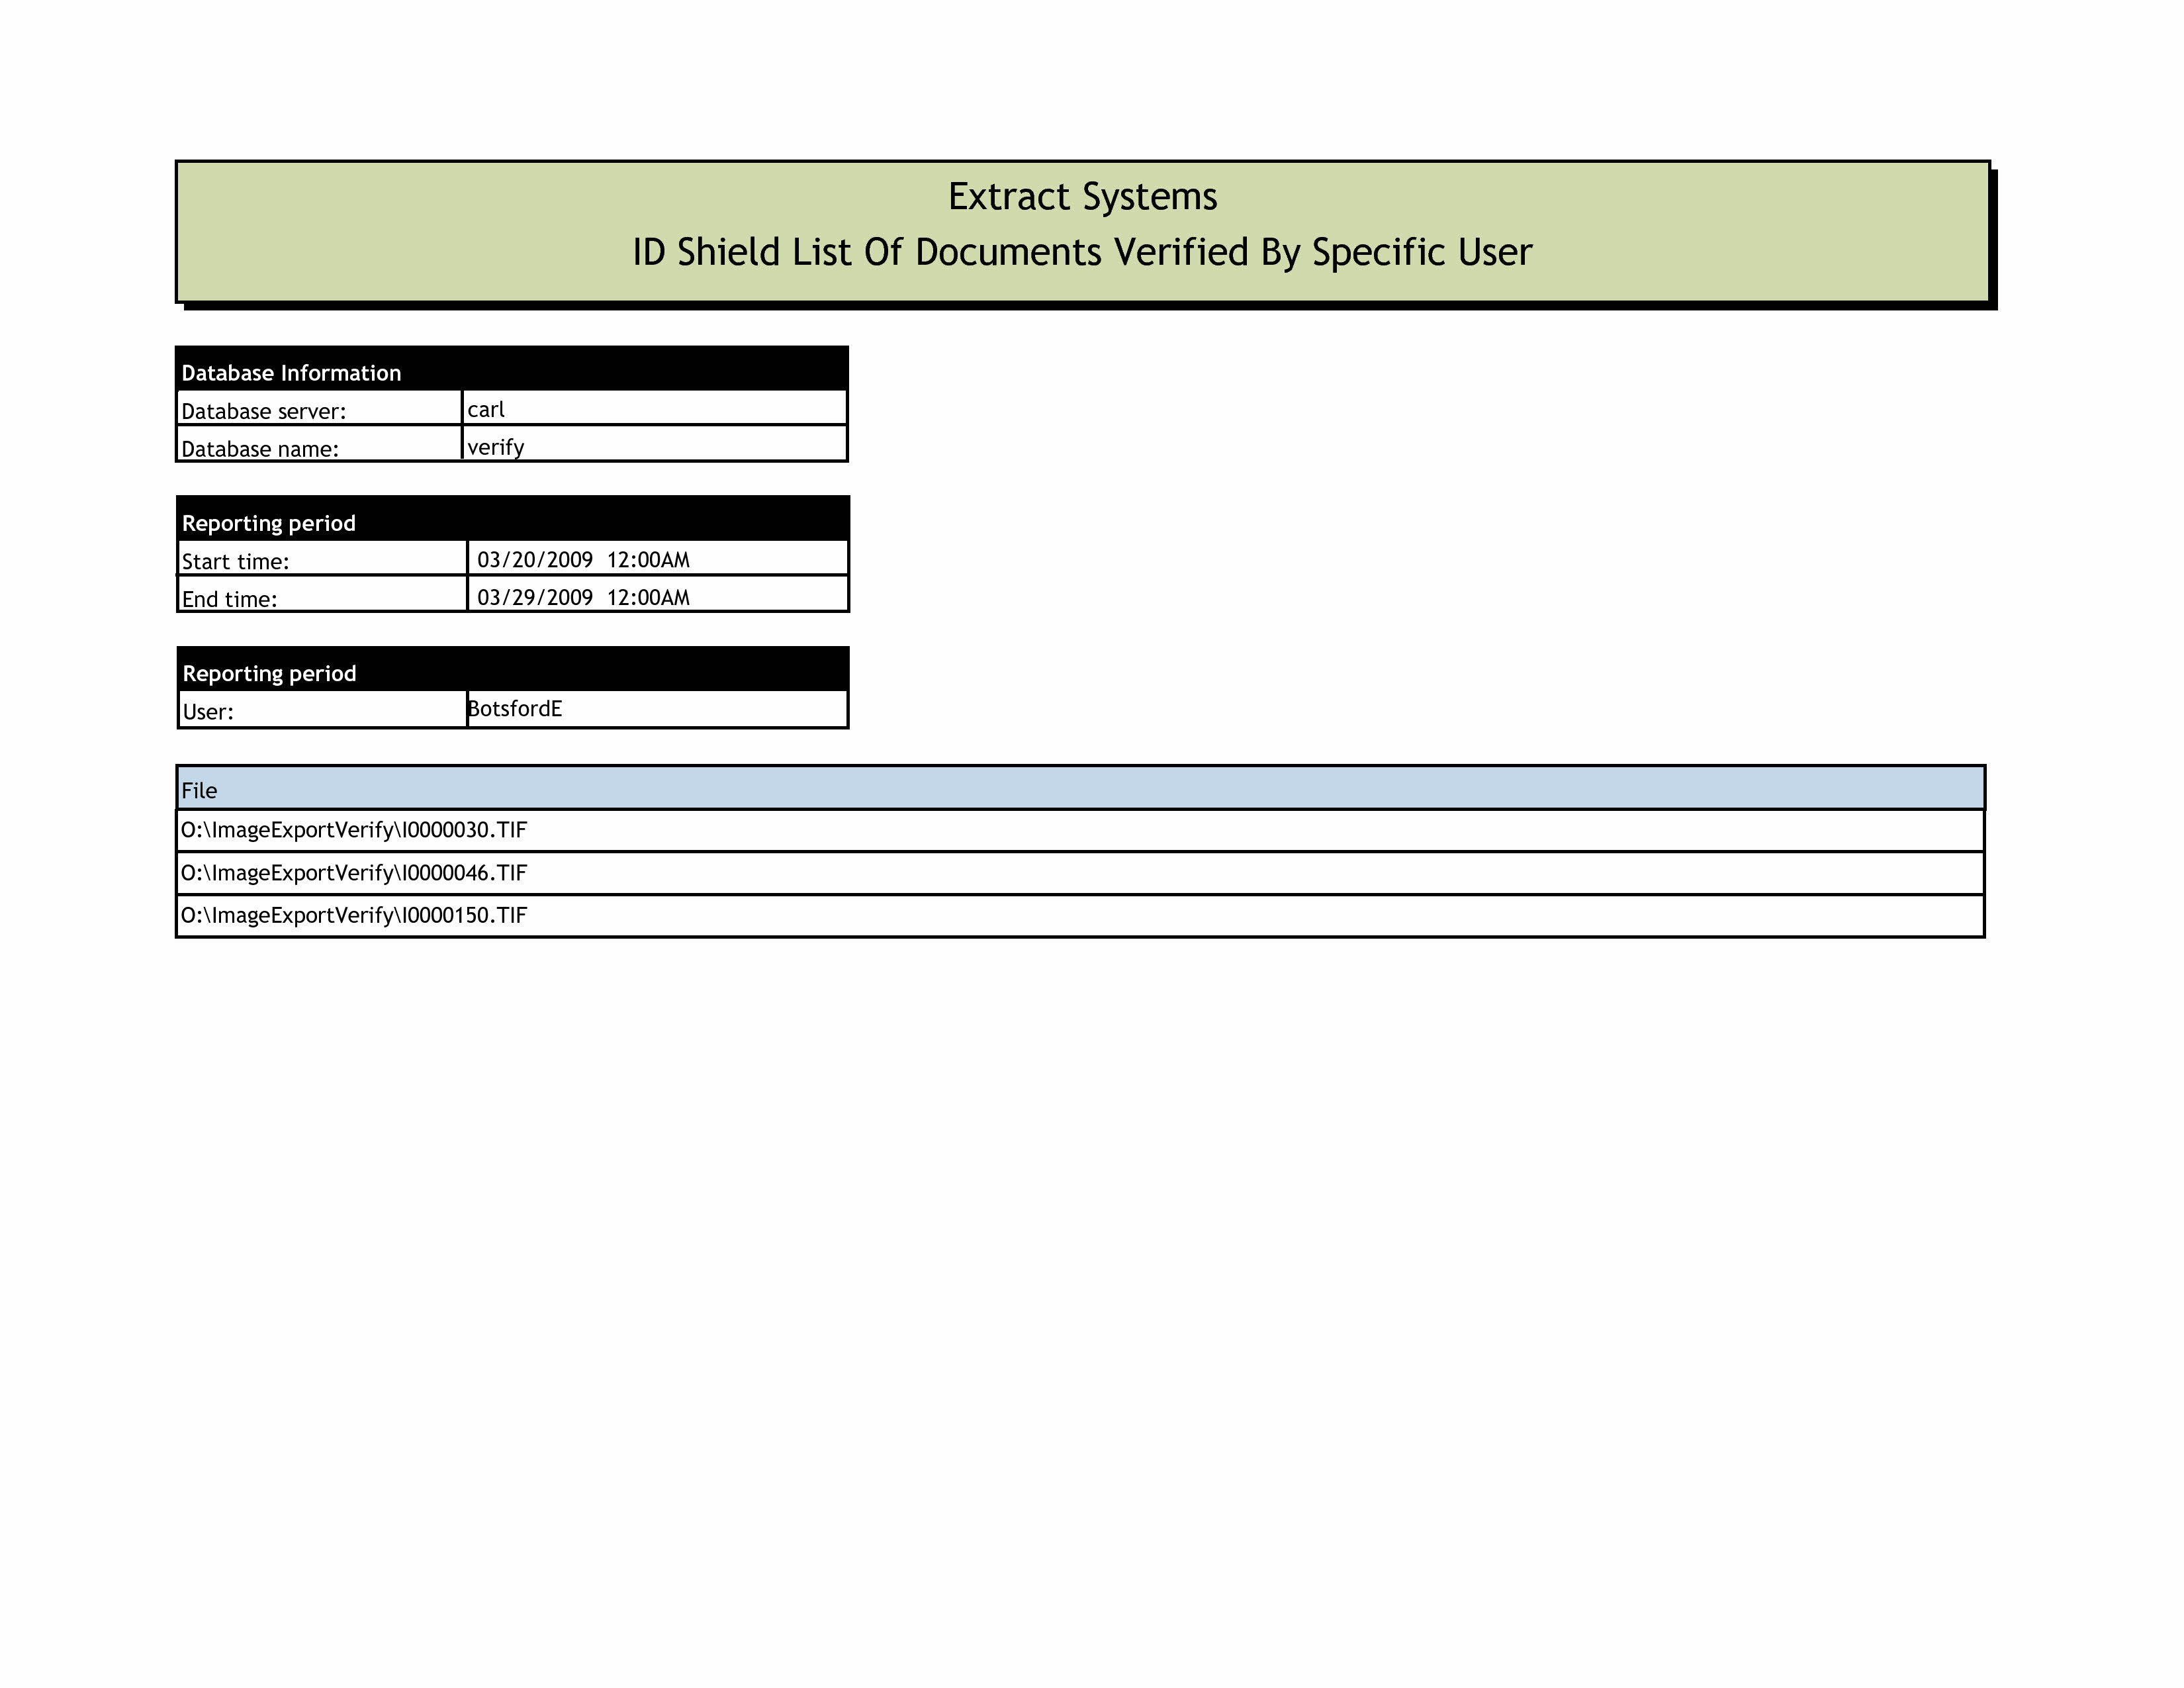 Extract Systems
ID Shield List Of Documents Verified By Specific User
Database Information
Database server: carl
Database name: verify
Reporting period
Start time: 03/20/2009 12:00AM
End time: 03/29/2009 12:00AM
Reporting period
User: BotsfordE
File
O:\ImageExportVerify\I0000030.TIF
O:\ImageExportVerify\I0000046.TIF
O:\ImageExportVerify\I0000150.TIF